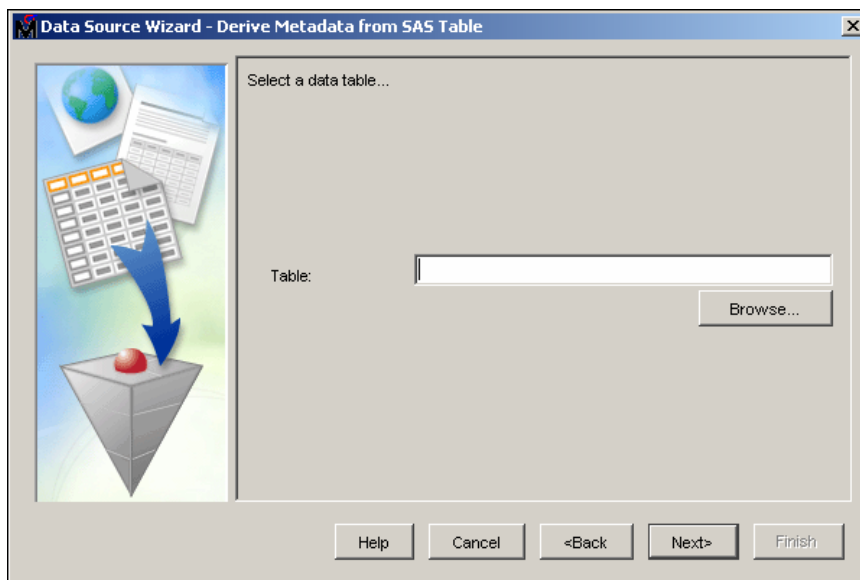 Data Source Wizard - Derive Metadata from SAS Table
Select a data table...
Table:
Browse...
Help
Cancel
<Back
Next>
Finish